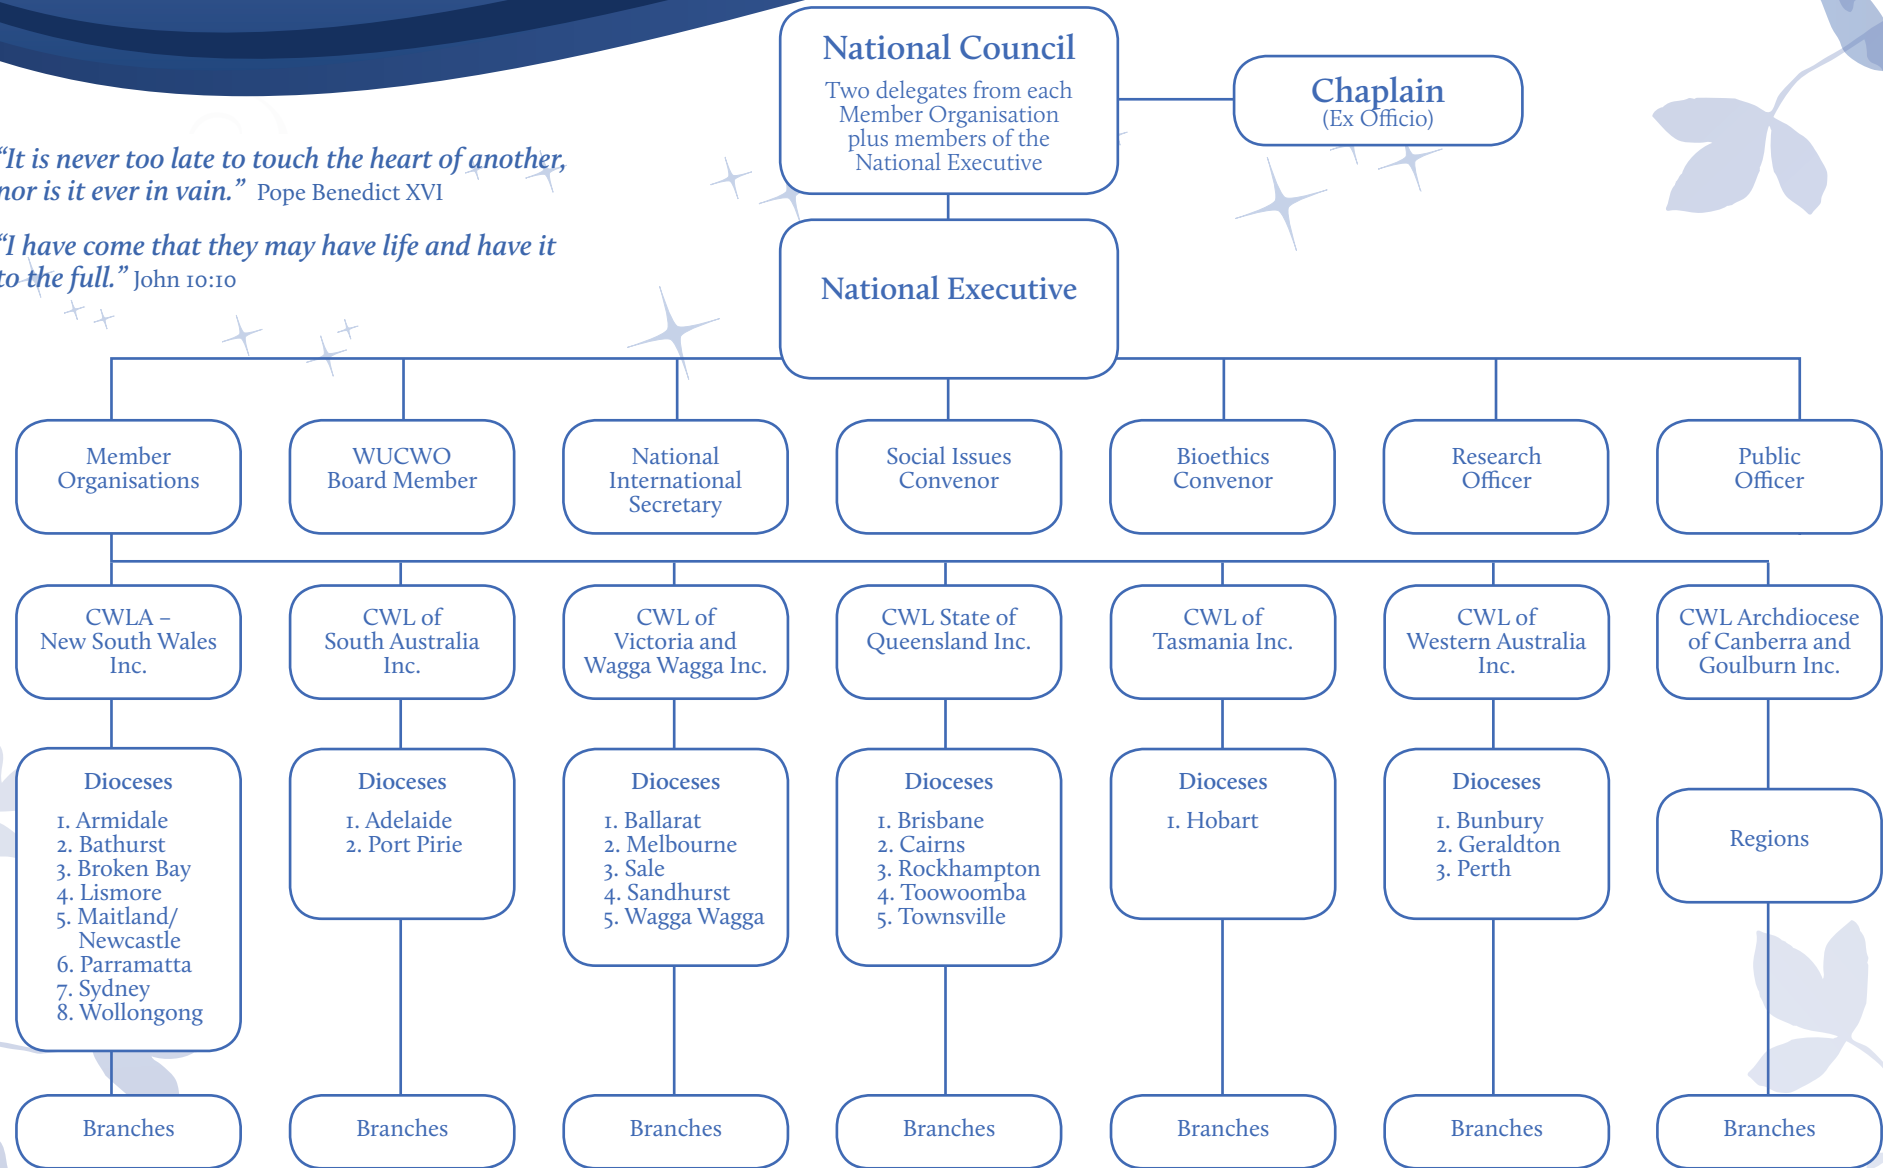 National Council
Two delegates from each
Member Organisation
plus members of the
National Executive
Chaplain
(Ex Officio)
“It is never too late to touch the heart of another,
nor is it ever in vain.” Pope Benedict XVI
“I have come that they may have life and have it
to the full.” John 10:10
National Executive
Member
Organisations
WUCWO
Board Member
National
International
Secretary
Social Issues
Convenor
Bioethics
Convenor
Research
Officer
Public
Officer
CWLA –
New South Wales
Inc.
CWL of
South Australia
Inc.
CWL of
Victoria and
Wagga Wagga Inc.
CWL State of
Queensland Inc.
CWL of
Tasmania Inc.
CWL of
Western Australia
Inc.
CWL Archdiocese
of Canberra and
Goulburn Inc.
Dioceses
1. Armidale
2. Bathurst
3. Broken Bay
4. Lismore
5. Maitland/
Newcastle
6. Parramatta
7. Sydney
8. Wollongong
Dioceses
1. Adelaide
2. Port Pirie
Dioceses
1. Ballarat
2. Melbourne
3. Sale
4. Sandhurst
5. Wagga Wagga
Dioceses
1. Brisbane
2. Cairns
3. Rockhampton
4. Toowoomba
5. Townsville
Dioceses
1. Hobart
Dioceses
1. Bunbury
2. Geraldton
3. Perth
Regions
Branches
Branches
Branches
Branches
Branches
Branches
Branches